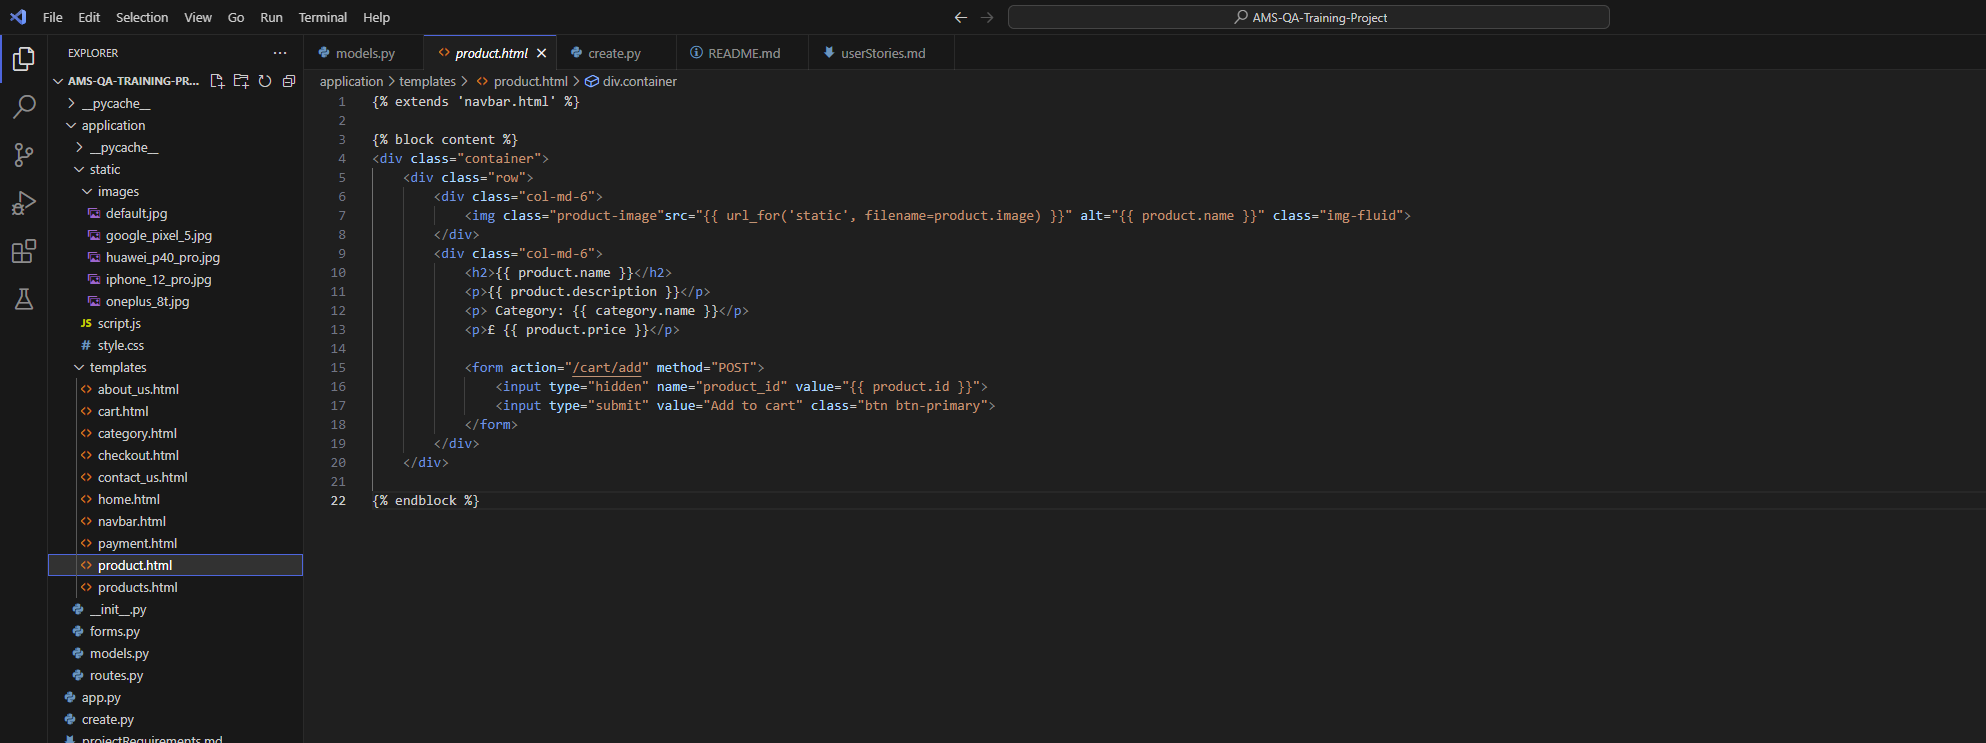 File Edit Selection View Go Run Terminal Help
AMS-QA-Training-Project
EXPLORER
AMS-QA-TRAINING-PR...
__pycache__
application
__pycache__
static
images
default.jpg
google_pixel_5.jpg
huawei_p40_pro.jpg
iphone_12_pro.jpg
oneplus_8t.jpg
JS script.js
# style.css
templates
about_us.html
cart.html
category.html
checkout.html
contact_us.html
home.html
navbar.html
payment.html
product.html
products.html
__init__.py
forms.py
models.py
routes.py
app.py
create.py
projectRequirements.md
models.py product.html create.py README.md userStories.md
application > templates > product.html > div.container
1 {% extends 'navbar.html' %}
2
3 {% block content %}
4 <div class="container">
5 <div class="row">
6 <div class="col-md-6">
7 <img class="product-image"src="{{ url_for('static', filename=product.image) }}" alt="{{ product.name }}" class="img-fluid">
8 </div>
9 <div class="col-md-6">
10 <h2>{{ product.name }}</h2>
11 <p>{{ product.description }}</p>
12 <p> Category: {{ category.name }}</p>
13 <p>£ {{ product.price }}</p>
14
15 <form action="/cart/add" method="POST">
16 <input type="hidden" name="product_id" value="{{ product.id }}">
17 <input type="submit" value="Add to cart" class="btn btn-primary">
18 </form>
19 </div>
20 </div>
21
22 {% endblock %}